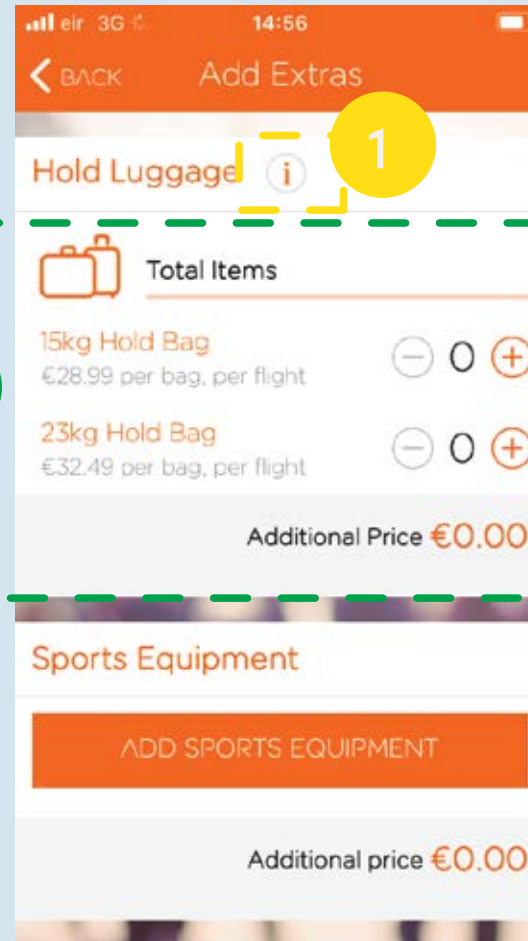 eir 3G 14:56
BACK Add Extras
Hold Luggage i 1
Total Items
15kg Hold Bag
€28.99 per bag, per flight
0
23kg Hold Bag
€32.49 per bag, per flight
0
Additional Price €0.00
Sports Equipment
ADD SPORTS EQUIPMENT
Additional price €0.00